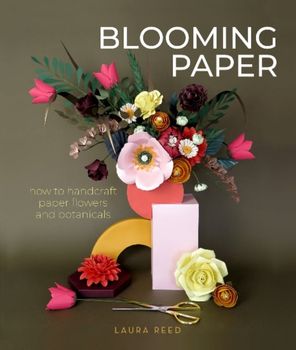 BLOOMING
PAPER
how to handcraft
paper flowers
and botanicals
LAURA REED